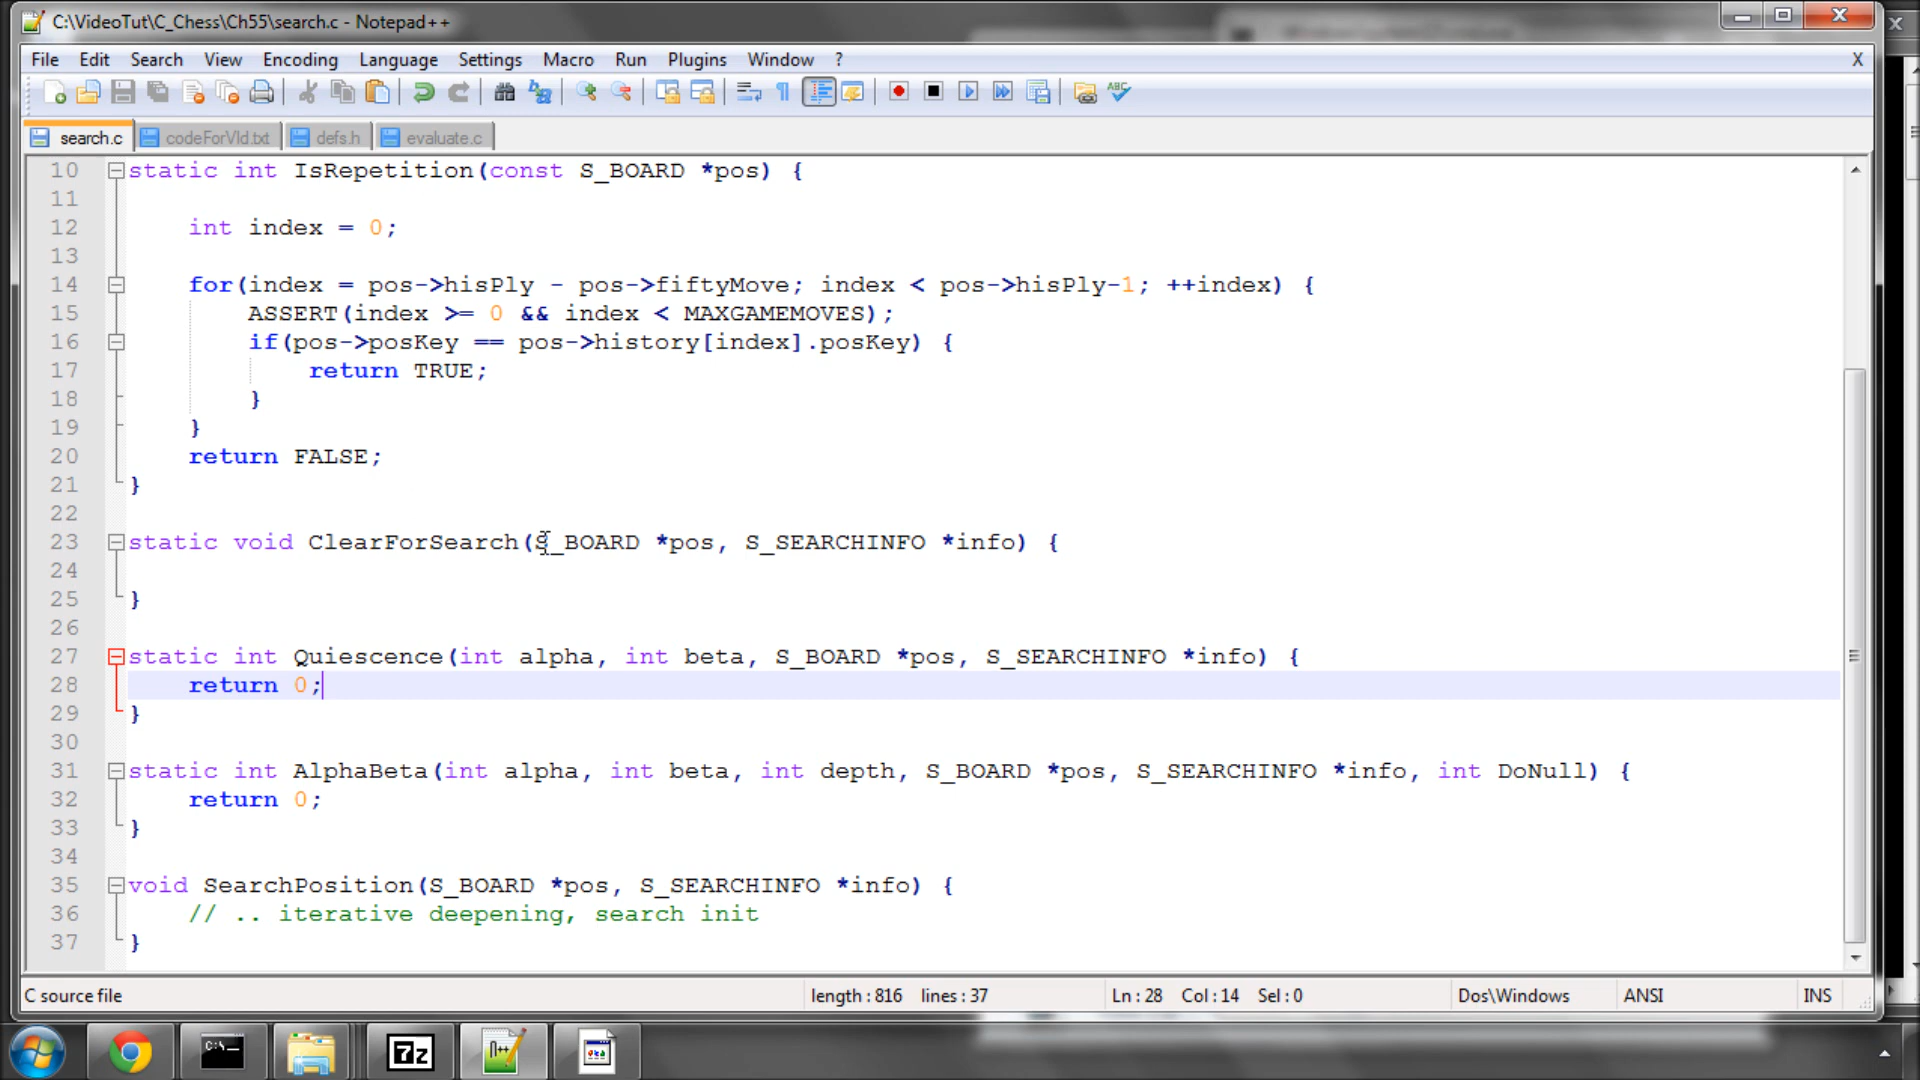 C:\VideoTut\C_Chess\Ch55\search.c - Notepad++
File Edit Search View Encoding Language Settings Macro Run Plugins Window ? X
search.c codeForVid.txt defs.h evaluate.c
10 static int IsRepetition(const S_BOARD *pos) {
11
12 int index = 0;
13
14 for(index = pos->hisPly - pos->fiftyMove; index < pos->hisPly-1; ++index) {
15 ASSERT(index >= 0 && index < MAXGAMEMOVES);
16 if(pos->posKey == pos->history[index].posKey) {
17 return TRUE;
18 }
19 }
20 return FALSE;
21 }
22
23 static void ClearForSearch(S_BOARD *pos, S_SEARCHINFO *info) {
24
25 }
26
27 static int Quiescence(int alpha, int beta, S_BOARD *pos, S_SEARCHINFO *info) {
28 return 0;
29 }
30
31 static int AlphaBeta(int alpha, int beta, int depth, S_BOARD *pos, S_SEARCHINFO *info, int DoNull) {
32 return 0;
33 }
34
35 void SearchPosition(S_BOARD *pos, S_SEARCHINFO *info) {
36 // .. iterative deepening, search init
37 }
C source file length : 816 lines : 37 Ln : 28 Col : 14 Sel : 0 Dos\Windows ANSI INS
C:\ 7z n++